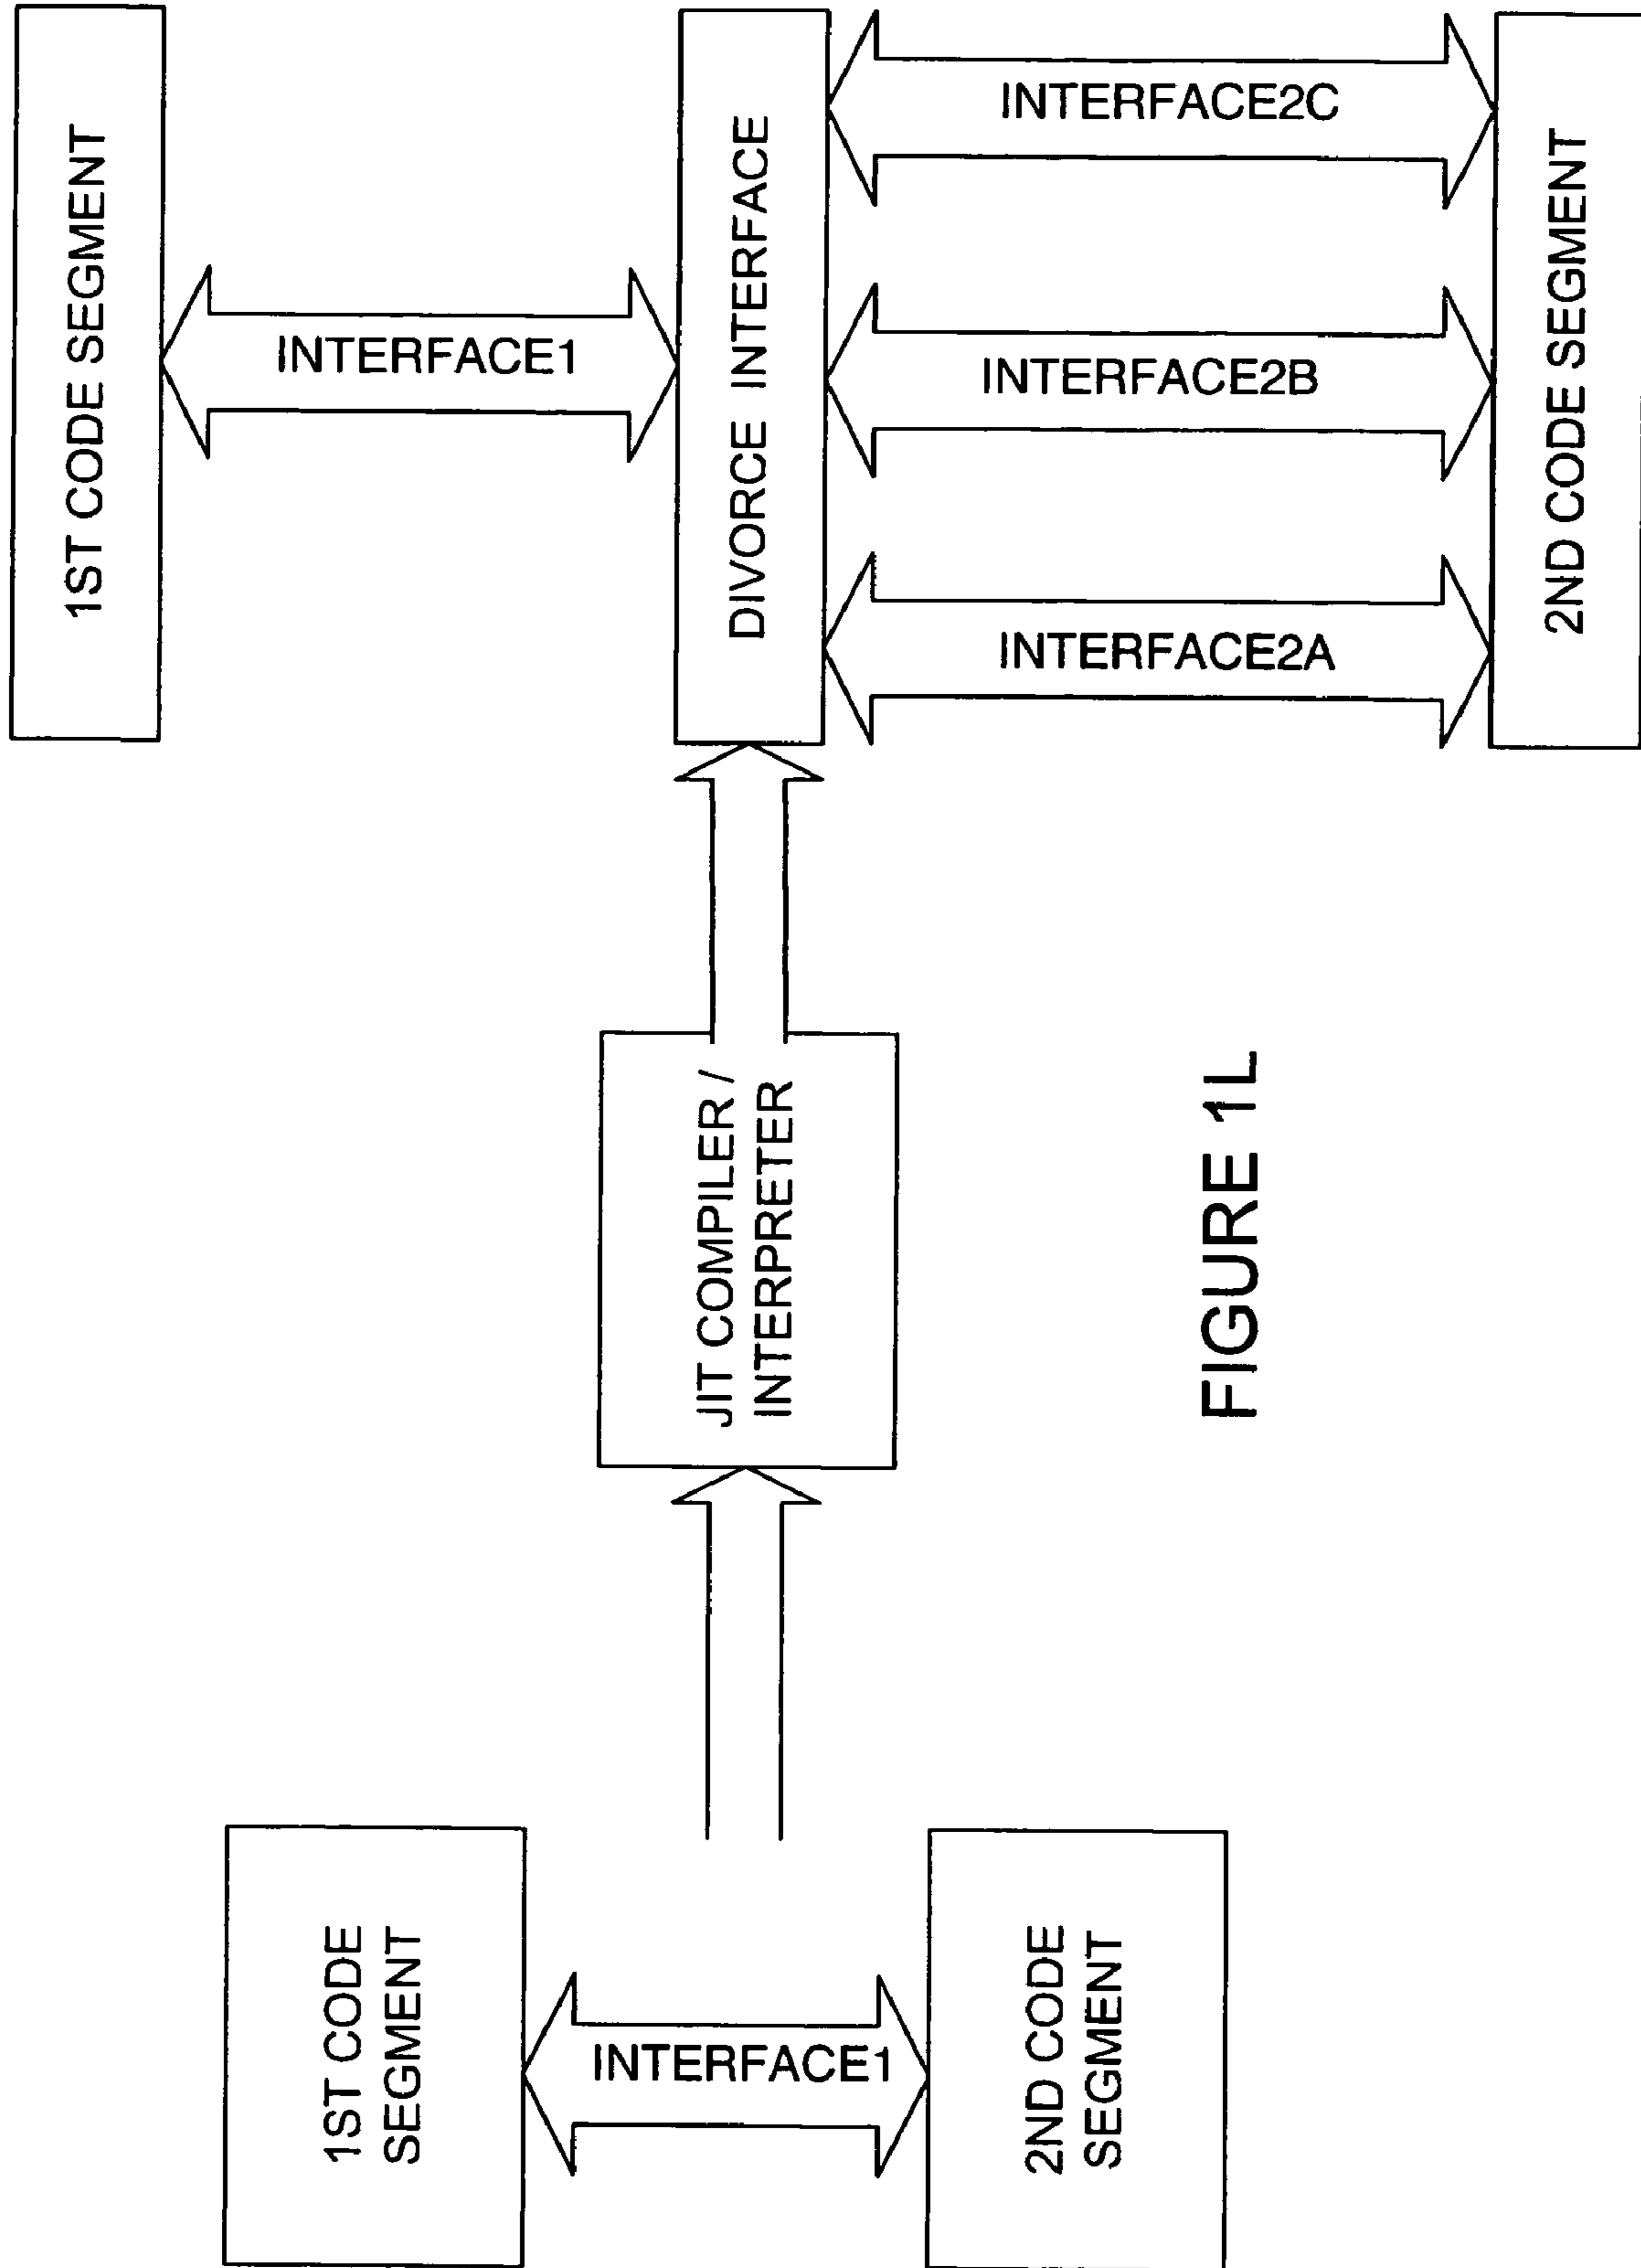 1ST CODE
SEGMENT
INTERFACE1
2ND CODE
SEGMENT
JIT COMPILER /
INTERPRETER
1ST CODE SEGMENT
INTERFACE1
DIVORCE INTERFACE
INTERFACE2A
INTERFACE2B
INTERFACE2C
2ND CODE SEGMENT
FIGURE 1L